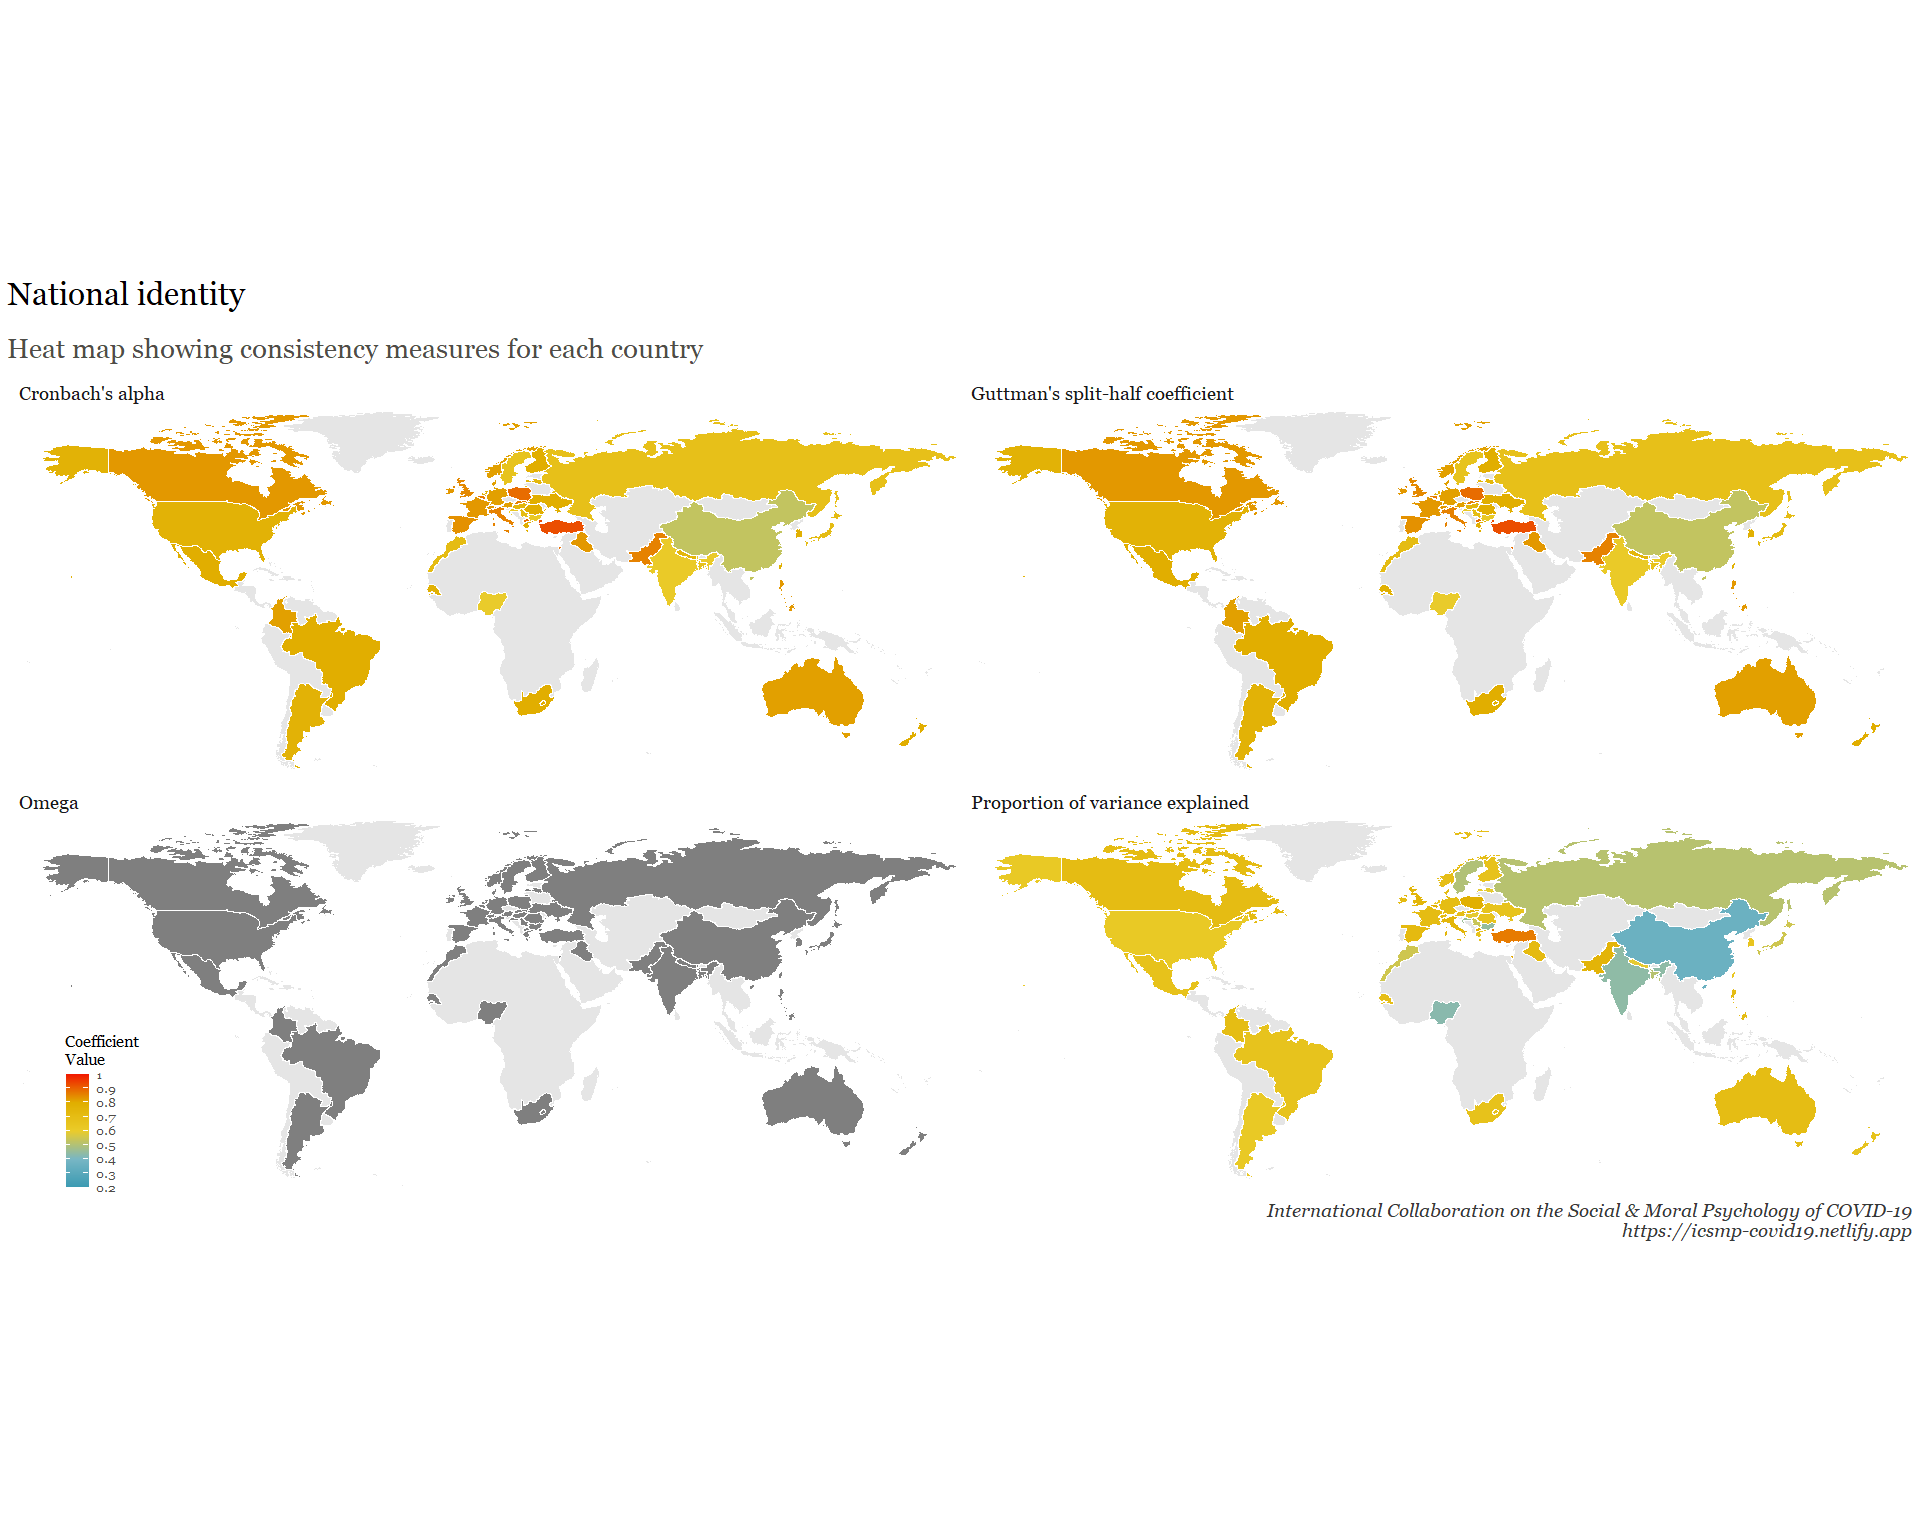 National identity
Heat map showing consistency measures for each country
Cronbach's alpha
Guttman's split-half coefficient
Omega
Proportion of variance explained
Coefficient
Value
1
0.9
0.8
0.7
0.6
0.5
0.4
0.3
0.2
International Collaboration on the Social & Moral Psychology of COVID-19
https://icsmp-covid19.netlify.app